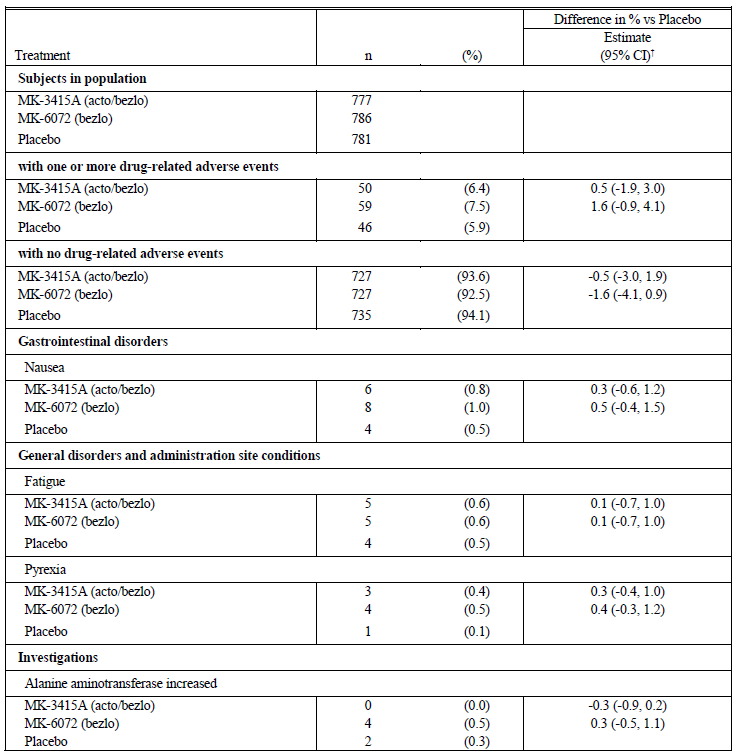 Difference in % vs Placebo
Estimate
Treatment n (%) (95% CI)†
Subjects in population
MK-3415A (acto/bezlo) 777
MK-6072 (bezlo) 786
Placebo 781
with one or more drug-related adverse events
MK-3415A (acto/bezlo) 50 (6.4) 0.5 (-1.9, 3.0)
MK-6072 (bezlo) 59 (7.5) 1.6 (-0.9, 4.1)
Placebo 46 (5.9)
with no drug-related adverse events
MK-3415A (acto/bezlo) 727 (93.6) -0.5 (-3.0, 1.9)
MK-6072 (bezlo) 727 (92.5) -1.6 (-4.1, 0.9)
Placebo 735 (94.1)
Gastrointestinal disorders
Nausea
MK-3415A (acto/bezlo) 6 (0.8) 0.3 (-0.6, 1.2)
MK-6072 (bezlo) 8 (1.0) 0.5 (-0.4, 1.5)
Placebo 4 (0.5)
General disorders and administration site conditions
Fatigue
MK-3415A (acto/bezlo) 5 (0.6) 0.1 (-0.7, 1.0)
MK-6072 (bezlo) 5 (0.6) 0.1 (-0.7, 1.0)
Placebo 4 (0.5)
Pyrexia
MK-3415A (acto/bezlo) 3 (0.4) 0.3 (-0.4, 1.0)
MK-6072 (bezlo) 4 (0.5) 0.4 (-0.3, 1.2)
Placebo 1 (0.1)
Investigations
Alanine aminotransferase increased
MK-3415A (acto/bezlo) 0 (0.0) -0.3 (-0.9, 0.2)
MK-6072 (bezlo) 4 (0.5) 0.3 (-0.5, 1.1)
Placebo 2 (0.3)